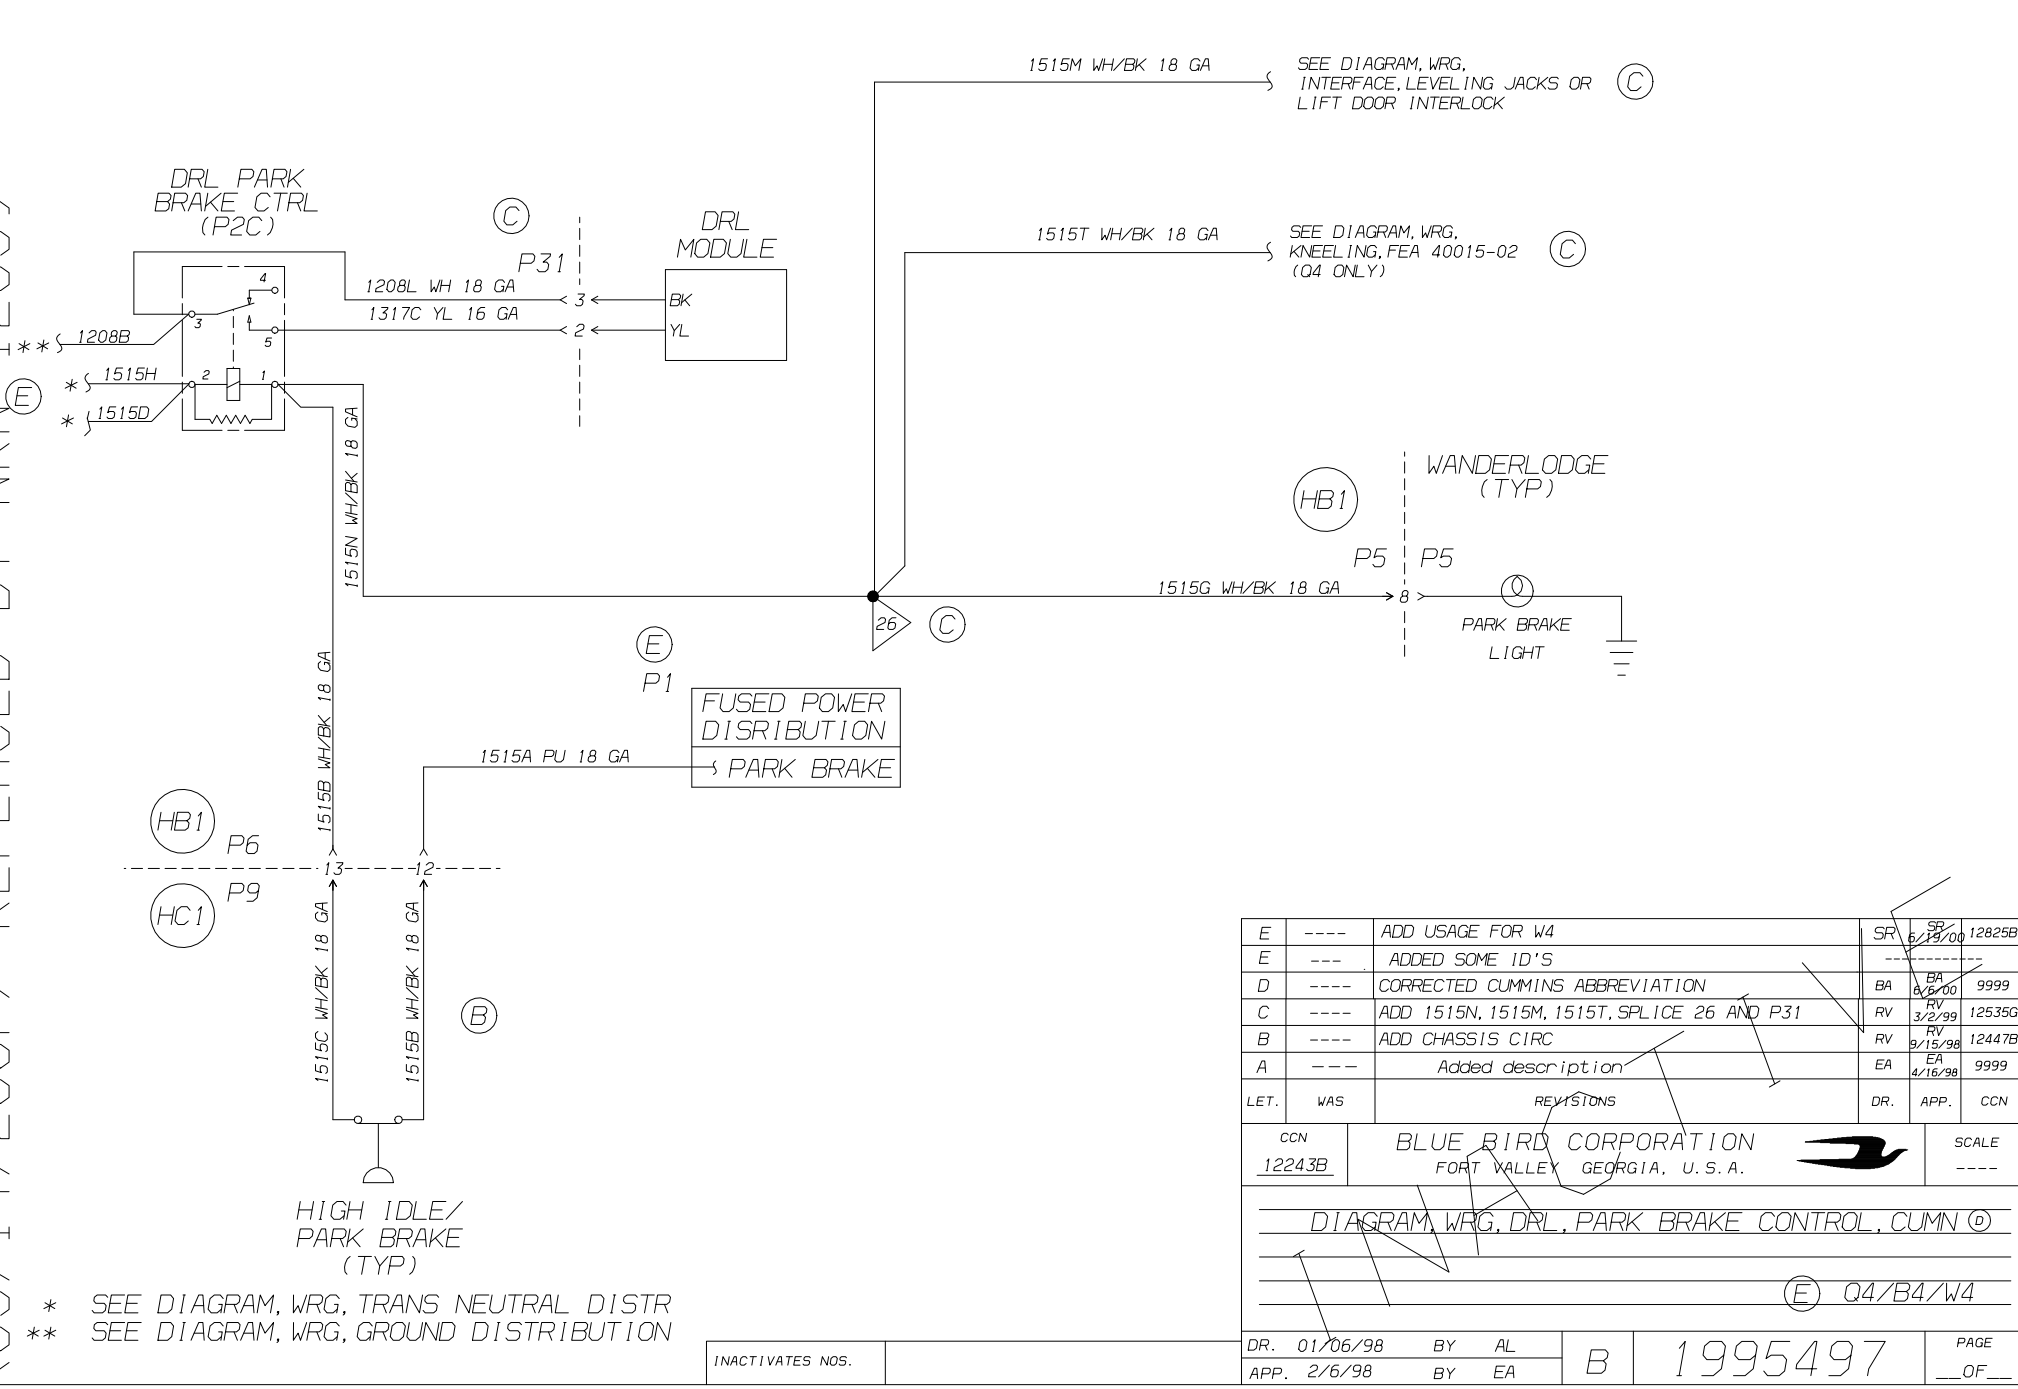 1515M WH/BK 18 GA
SEE DIAGRAM, WRG,
INTERFACE, LEVELING JACKS OR
LIFT DOOR INTERLOCK
C
DRL PARK
BRAKE CTRL
(P2C)
C
P31
DRL
MODULE
1515T WH/BK 18 GA
SEE DIAGRAM, WRG,
KNEELING, FEA 40015-02
(Q4 ONLY)
C
4
3
5
2
1
1208L WH 18 GA
3
BK
1317C YL 16 GA
2
YL
** 1208B
* 1515H
E
* 1515D
1515N WH/BK 18 GA
WANDERLODGE
(TYP)
HB1
P5
P5
1515G WH/BK 18 GA
8
PARK BRAKE
LIGHT
26
C
E
P1
FUSED POWER
DISRIBUTION
PARK BRAKE
1515A PU 18 GA
1515B WH/BK 18 GA
HB1
P6
13
12
HC1
P9
1515C WH/BK 18 GA
1515B WH/BK 18 GA
B
HIGH IDLE/
PARK BRAKE
(TYP)
* SEE DIAGRAM, WRG, TRANS NEUTRAL DISTR
** SEE DIAGRAM, WRG, GROUND DISTRIBUTION
INACTIVATES NOS.
E ---- ADD USAGE FOR W4 SR SR 6/19/00 12825B
E --- ADDED SOME ID'S ------------
D ---- CORRECTED CUMMINS ABBREVIATION BA BA 6/6/00 9999
C ---- ADD 1515N, 1515M, 1515T, SPLICE 26 AND P31 RV RV 3/2/99 12535G
B ---- ADD CHASSIS CIRC RV RV 9/15/98 12447B
A --- Added description EA EA 4/16/98 9999
LET. WAS REVISIONS DR. APP. CCN
CCN
12243B
BLUE BIRD CORPORATION
FORT VALLEY GEORGIA, U.S.A.
SCALE
----
DIAGRAM, WRG, DRL, PARK BRAKE CONTROL, CUMN D
E Q4/B4/W4
DR. 01/06/98 BY AL
APP. 2/6/98 BY EA
B
1995497
PAGE
__OF__
INACTIV